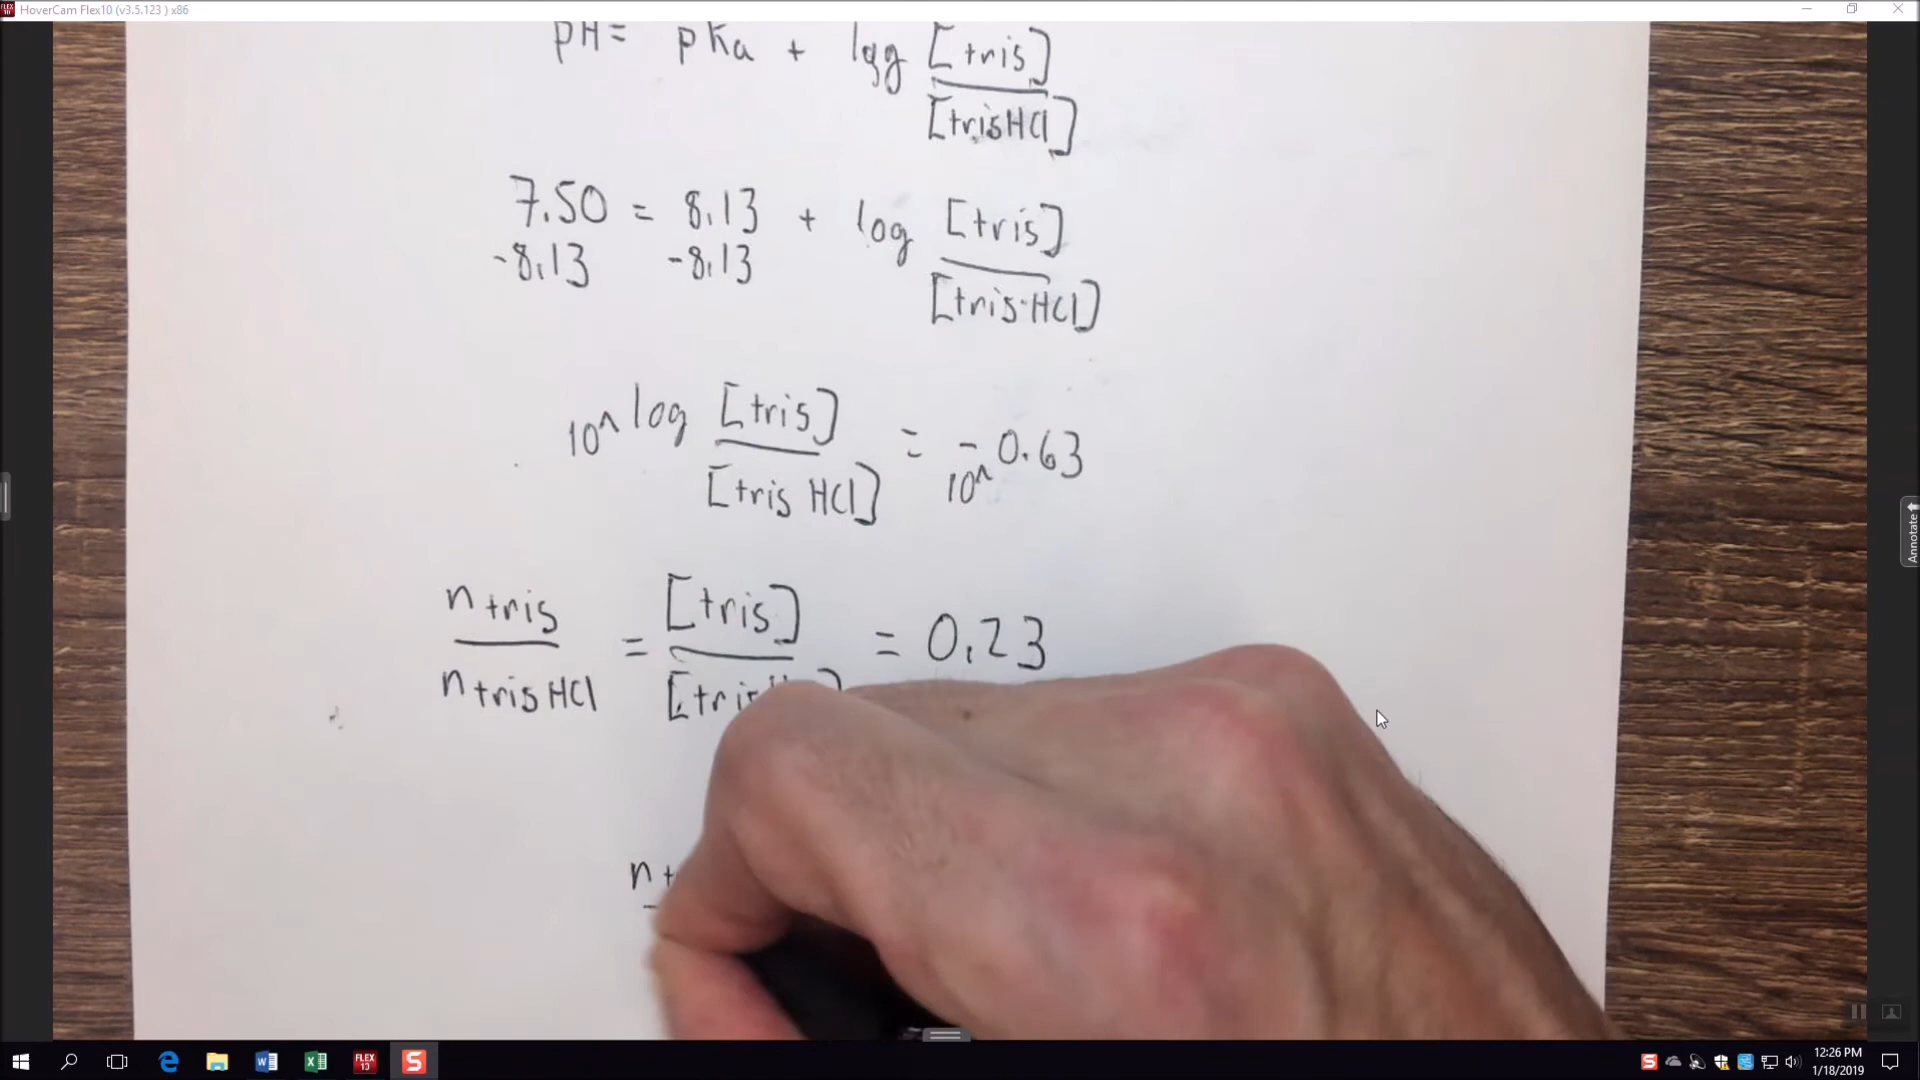 HoverCam Flex10 (v3.5.123 ) x86
pH = pKa + log [tris]
[trisHCl]
7.50 = 8.13 + log [tris]
-8.13 -8.13
[tris·HCl]
10^ log [tris] = 10^ -0.63
[tris HCl]
n tris = [tris] = 0.23
n trisHCl
Annotate
12:26 PM
1/18/2019